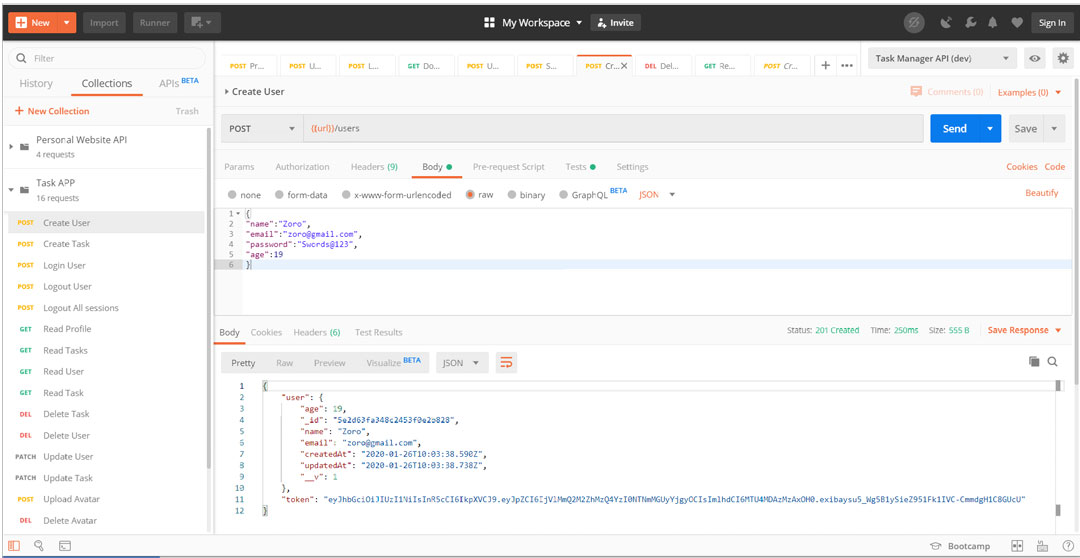 New Import Runner My Workspace Invite Sign In
Filter
History Collections APIs BETA
New Collection Trash
Personal Website API
4 requests
Task APP
16 requests
POST Create User
POST Create Task
POST Login User
POST Logout User
POST Logout All sessions
GET Read Profile
GET Read Tasks
GET Read User
GET Read Task
DEL Delete Task
DEL Delete User
PATCH Update User
PATCH Update Task
POST Upload Avatar
DEL Delete Avatar
POST Pr... POST U... POST L... GET Do... POST U... POST S... POST Cr... DEL Del... GET Re... POST Cr... Task Manager API (dev)
Create User Comments (0) Examples (0)
POST {{url}}/users Send Save
Params Authorization Headers (9) Body Pre-request Script Tests Settings Cookies Code
none form-data x-www-form-urlencoded raw binary GraphQL BETA JSON Beautify
1 {
2 "name":"Zoro",
3 "email":"zoro@gmail.com",
4 "password":"Swords@123",
5 "age":19
6 }
Body Cookies Headers (6) Test Results Status: 201 Created Time: 250ms Size: 555 B Save Response
Pretty Raw Preview Visualize BETA JSON
1 {
2 "user": {
3 "age": 19,
4 "_id":
5 "name": "Zoro",
6 "email": "zoro@gmail.com",
7 "createdAt": "2020-01-26T10:03:38.590Z",
8 "updatedAt": "2020-01-26T10:03:38.738Z",
9 "__v": 1
10 },
11 "token":
12 }
Bootcamp